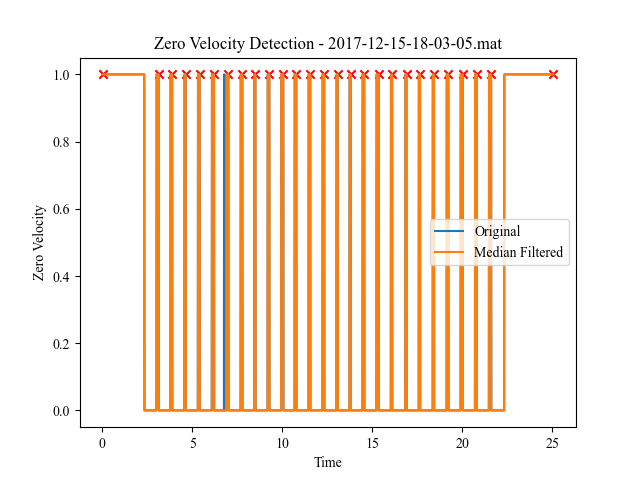 Zero Velocity Detection - 2017-12-15-18-03-05.mat
1.0
0.8
0.6
0.4
0.2
0.0
Zero Velocity
Original
Median Filtered
0 5 10 15 20 25
Time